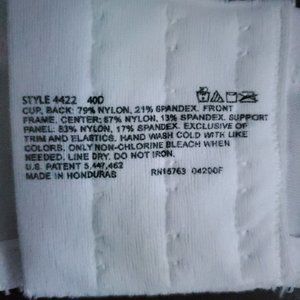 STYLE 4422 40D
CUP, BACK: 79% NYLON, 21% SPANDEX. FRONT
FRAME, CENTER: 87% NYLON, 13% SPANDEX. SUPPORT
PANEL: 83% NYLON, 17% SPANDEX. EXCLUSIVE OF
TRIM AND ELASTICS. HAND WASH COLD WITH LIKE
COLORS, ONLY NON-CHLORINE BLEACH WHEN
NEEDED. LINE DRY. DO NOT IRON.
U.S. PATENT 5,447,462
MADE IN HONDURAS RN15763 04200F